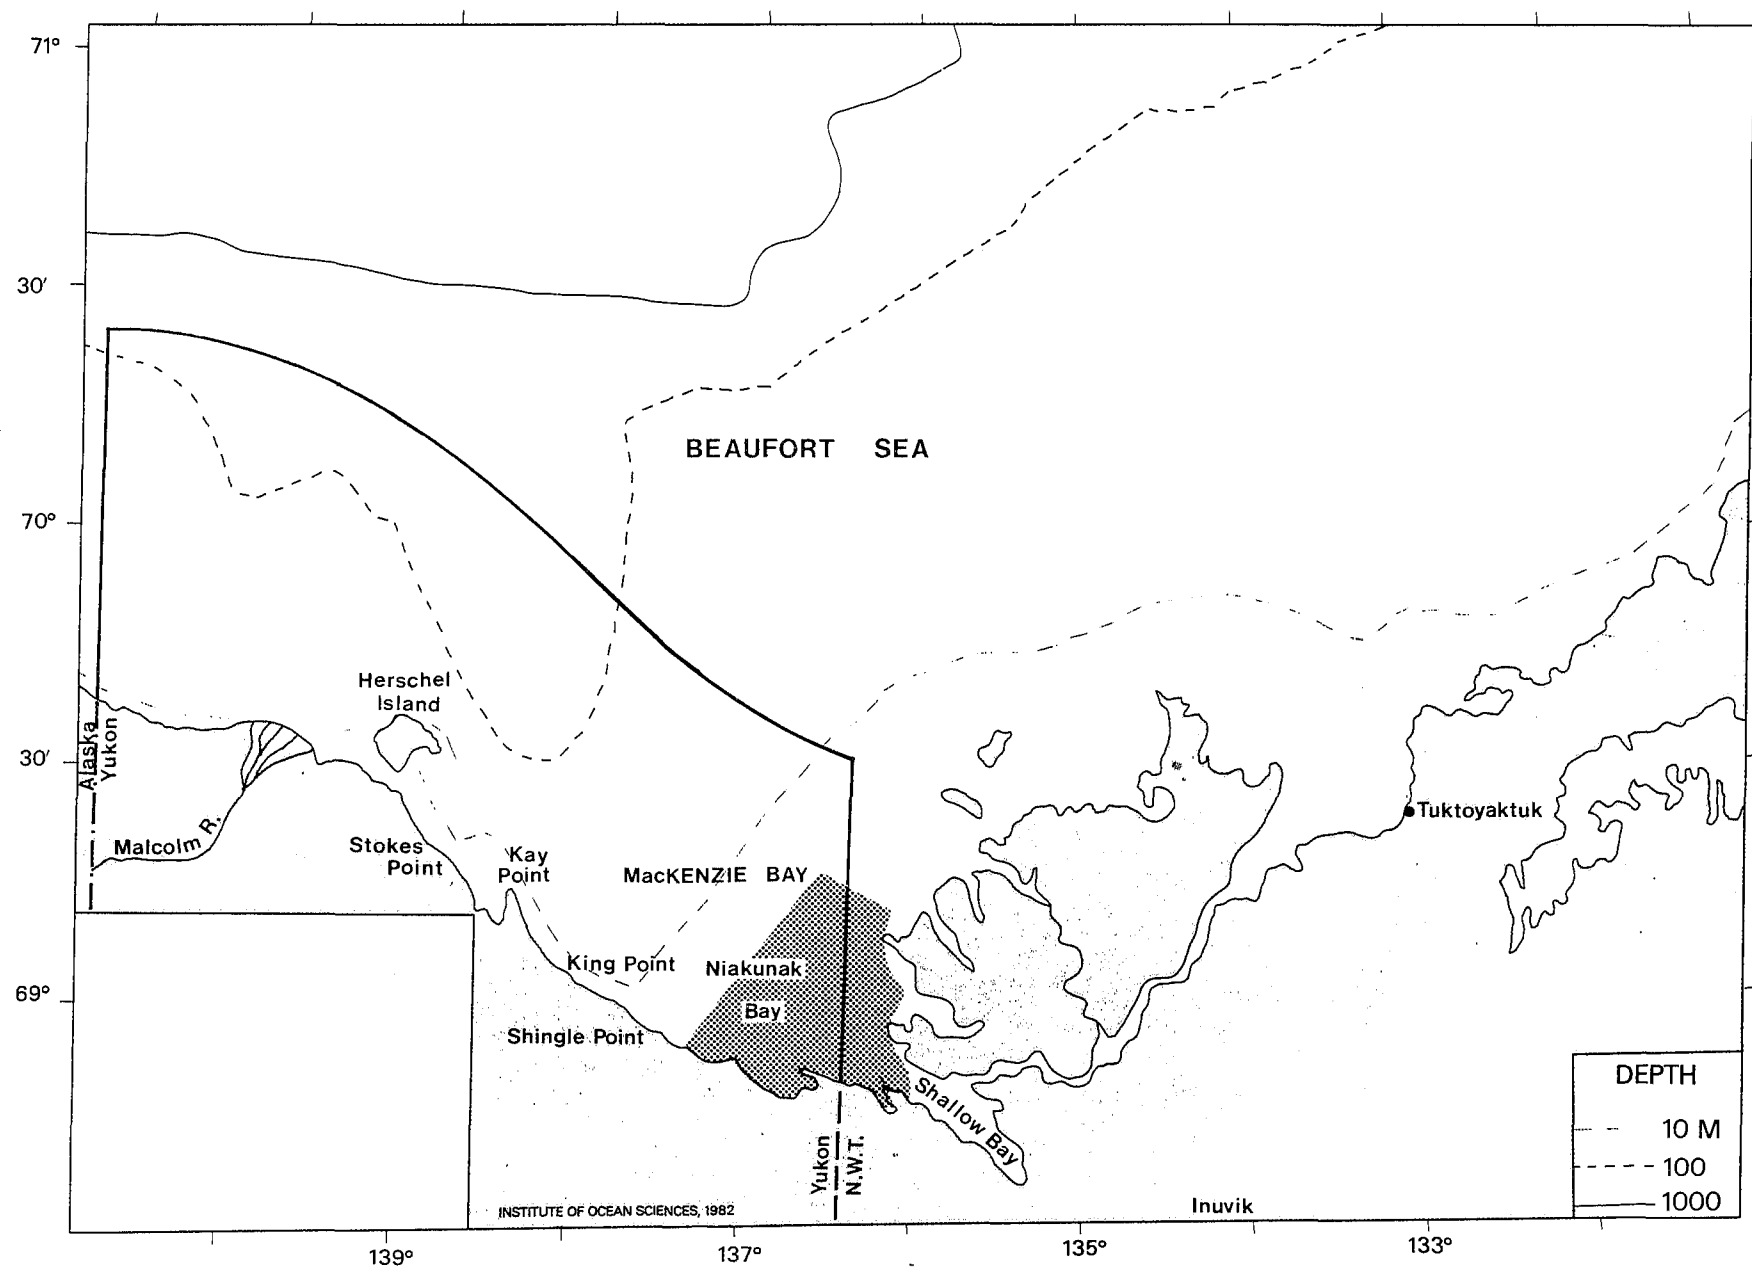 71°
30'
70°
30'
69°
BEAUFORT SEA
Herschel
Island
Alaska
Yukon
Malcolm R.
Stokes
Point
Kay
Point
MacKENZIE BAY
Tuktoyaktuk
King Point
Niakunak
Bay
Shingle Point
Shallow Bay
Yukon
N.W.T.
INSTITUTE OF OCEAN SCIENCES, 1982
Inuvik
DEPTH
10 M
100
1000
139°
137°
135°
133°